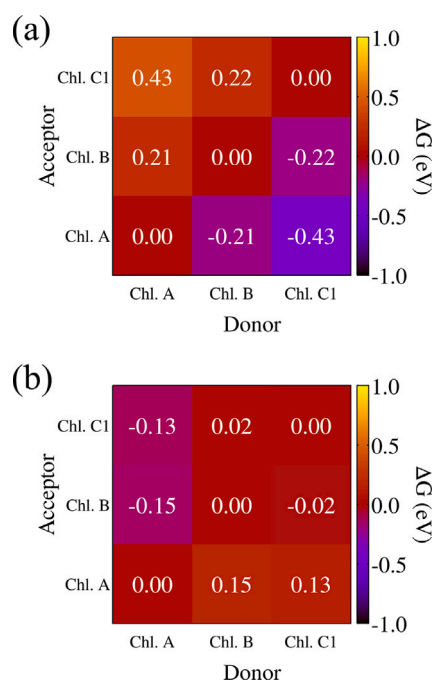 (a)
Chl. C1 0.43 0.22 0.00
Chl. B 0.21 0.00 -0.22
Chl. A 0.00 -0.21 -0.43
Acceptor
Chl. A Chl. B Chl. C1
Donor
1.0
0.5
0.0
-0.5
-1.0
ΔG (eV)
(b)
Chl. C1 -0.13 0.02 0.00
Chl. B -0.15 0.00 -0.02
Chl. A 0.00 0.15 0.13
Acceptor
Chl. A Chl. B Chl. C1
Donor
1.0
0.5
0.0
-0.5
-1.0
ΔG (eV)